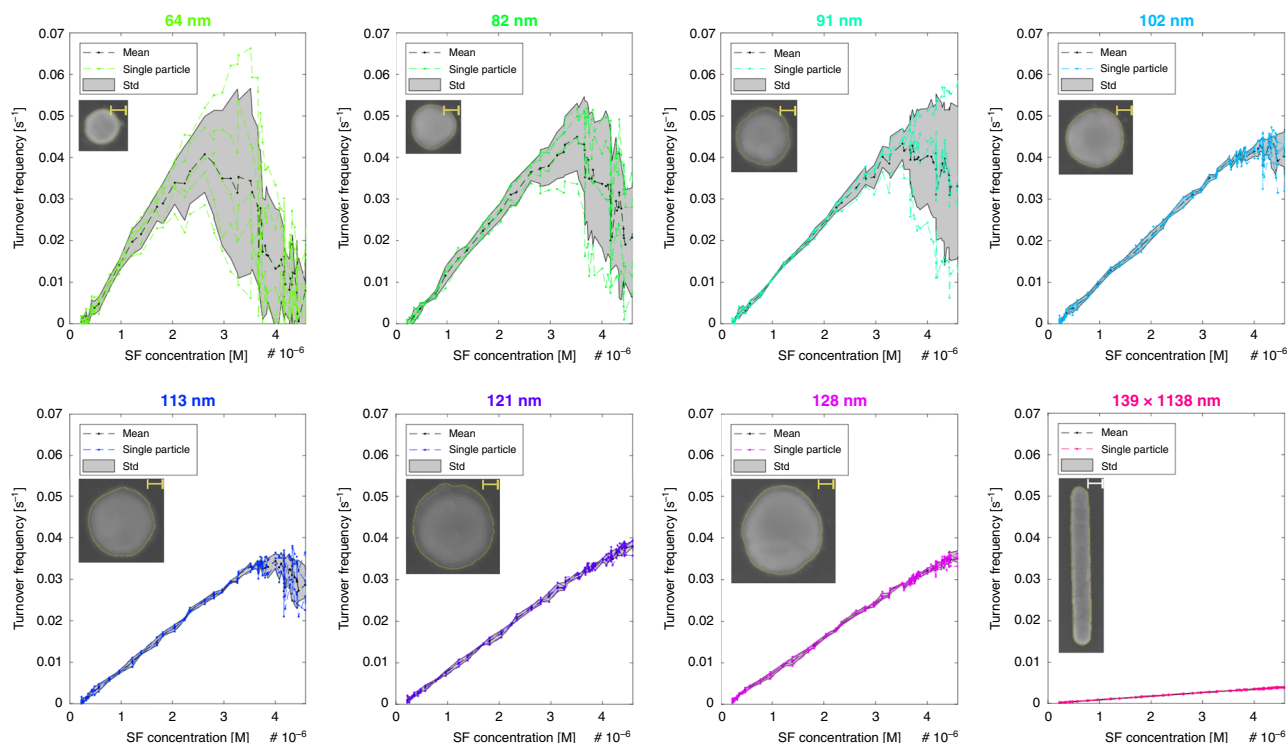 64 nm
82 nm
91 nm
102 nm
0.07
0.06
0.05
0.04
0.03
0.02
0.01
0
Turnover frequency [s⁻¹]
Mean
Single particle
Std
0 1 2 3 4
SF concentration [M] # 10⁻⁶
0.07
0.06
0.05
0.04
0.03
0.02
0.01
0
Turnover frequency [s⁻¹]
Mean
Single particle
Std
0 1 2 3 4
SF concentration [M] # 10⁻⁶
0.07
0.06
0.05
0.04
0.03
0.02
0.01
0
Turnover frequency [s⁻¹]
Mean
Single particle
Std
0 1 2 3 4
SF concentration [M] # 10⁻⁶
0.07
0.06
0.05
0.04
0.03
0.02
0.01
0
Turnover frequency [s⁻¹]
Mean
Single particle
Std
0 1 2 3 4
SF concentration [M] # 10⁻⁶
113 nm
121 nm
128 nm
139 × 1138 nm
0.07
0.06
0.05
0.04
0.03
0.02
0.01
0
Turnover frequency [s⁻¹]
Mean
Single particle
Std
0 1 2 3 4
SF concentration [M] # 10⁻⁶
0.07
0.06
0.05
0.04
0.03
0.02
0.01
0
Turnover frequency [s⁻¹]
Mean
Single particle
Std
0 1 2 3 4
SF concentration [M] # 10⁻⁶
0.07
0.06
0.05
0.04
0.03
0.02
0.01
0
Turnover frequency [s⁻¹]
Mean
Single particle
Std
0 1 2 3 4
SF concentration [M] # 10⁻⁶
0.07
0.06
0.05
0.04
0.03
0.02
0.01
0
Turnover frequency [s⁻¹]
Mean
Single particle
Std
0 1 2 3 4
SF concentration [M]